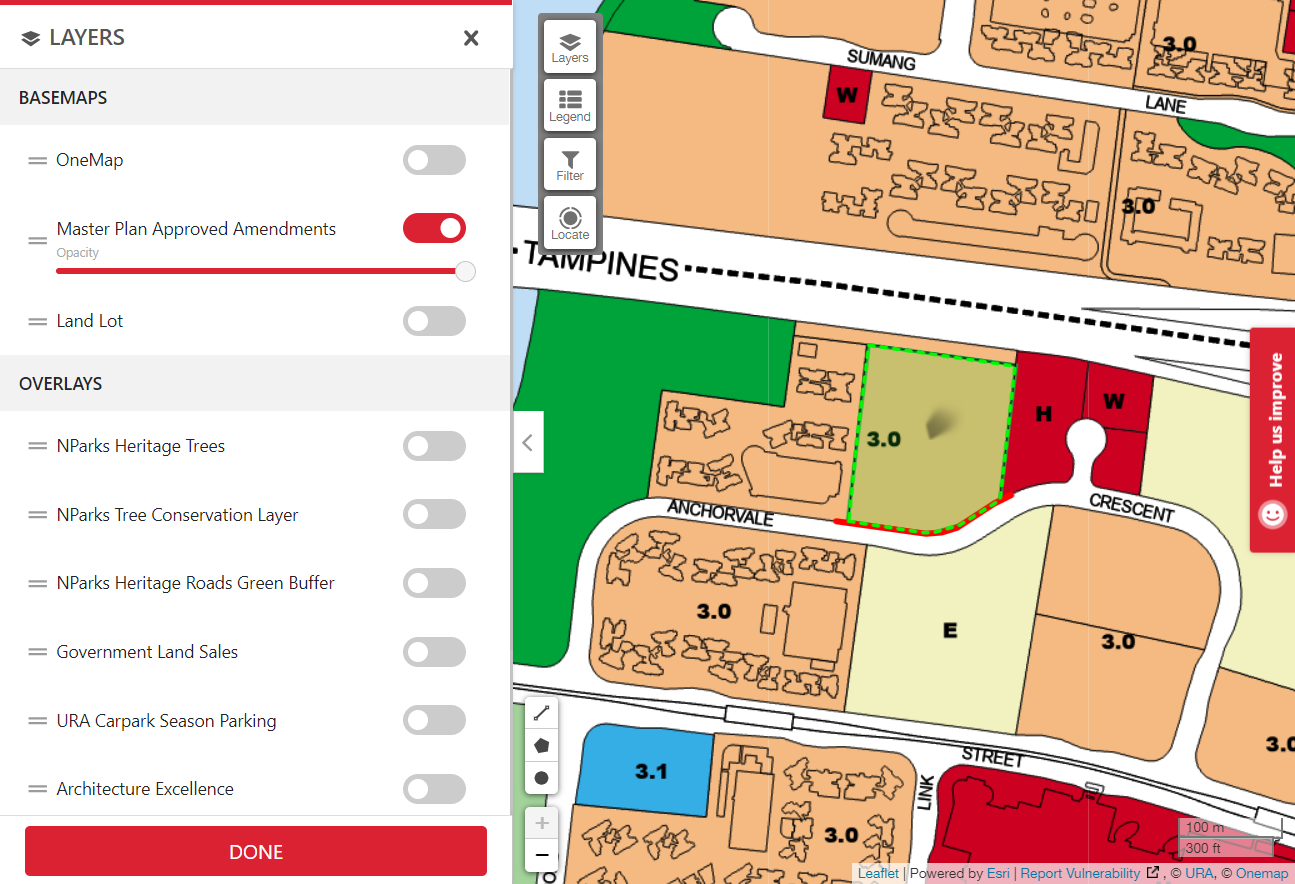 LAYERS
BASEMAPS
OneMap
Master Plan Approved Amendments
Opacity
Land Lot
OVERLAYS
NParks Heritage Trees
NParks Tree Conservation Layer
NParks Heritage Roads Green Buffer
Government Land Sales
URA Carpark Season Parking
Architecture Excellence
DONE
Layers
Legend
Filter
Locate
SUMANG
LANE
3.0
W
3.0
TAMPINES
3.0
H
W
ANCHORVALE
CRESCENT
3.0
E
3.0
3.0
3.1
STREET
LINK
3.0
Help us improve
100 m
300 ft
Leaflet | Powered by Esri | Report Vulnerability , © URA, © Onemap